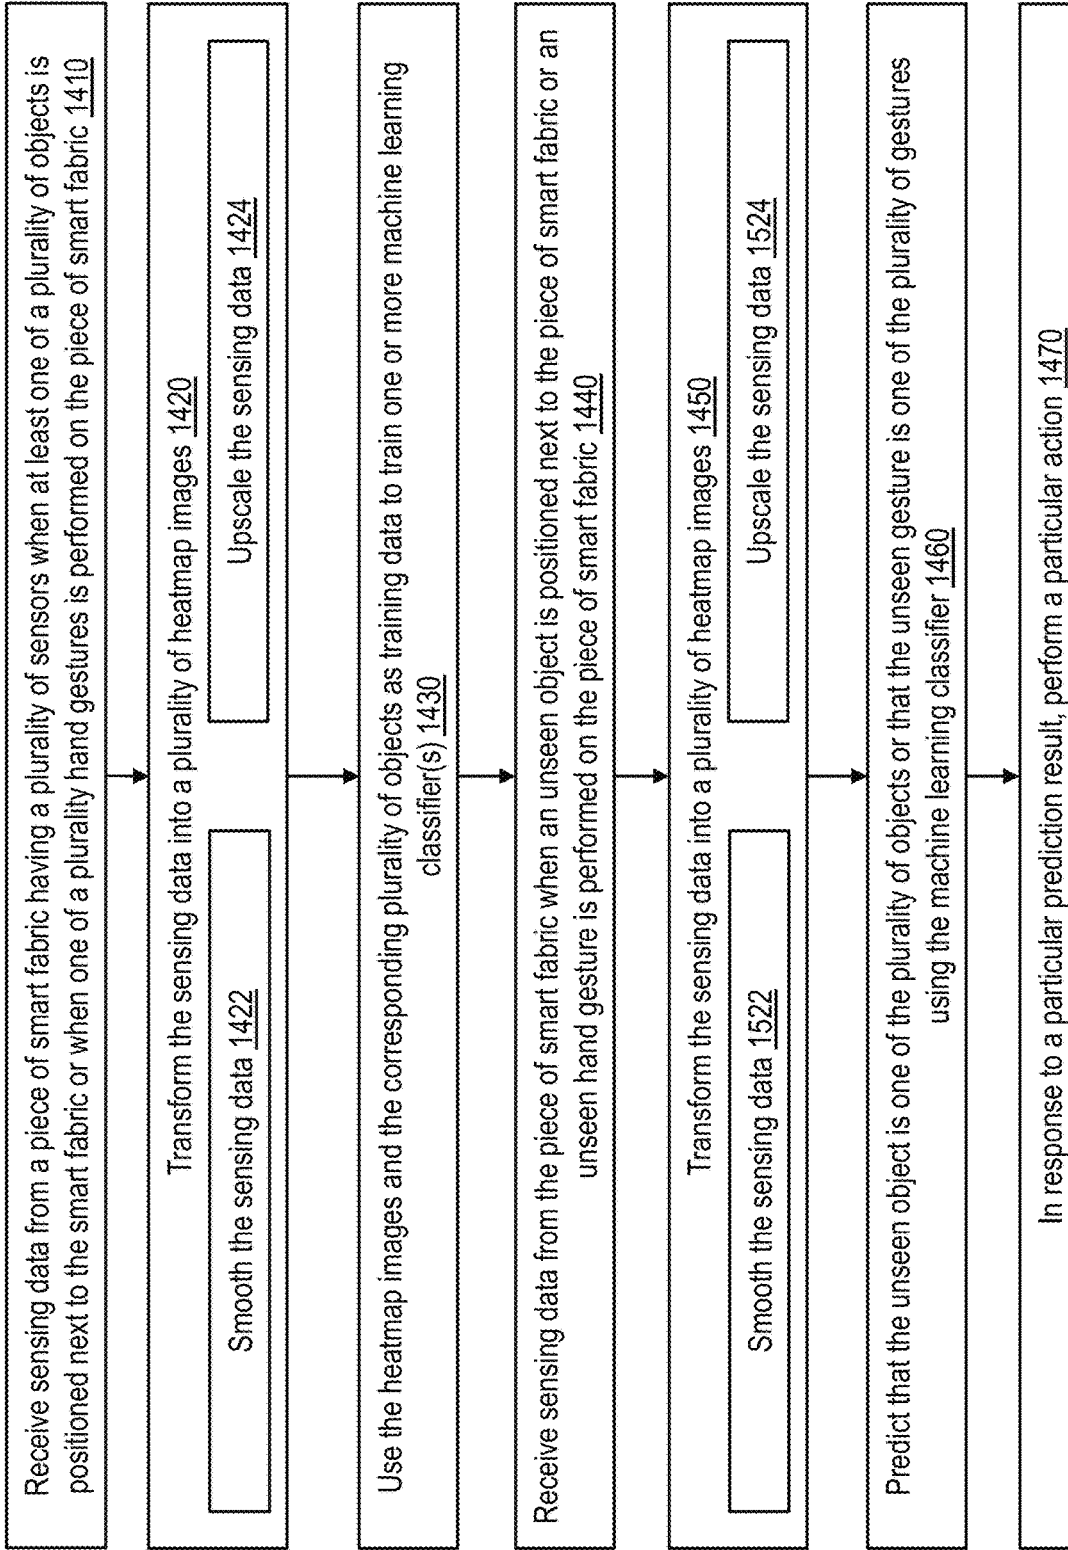 Receive sensing data from a piece of smart fabric having a plurality of sensors when at least one of a plurality of objects is
positioned next to the smart fabric or when one of a plurality hand gestures is performed on the piece of smart fabric 1410
Transform the sensing data into a plurality of heatmap images 1420
Smooth the sensing data 1422
Upscale the sensing data 1424
Use the heatmap images and the corresponding plurality of objects as training data to train one or more machine learning
classifier(s) 1430
Receive sensing data from the piece of smart fabric when an unseen object is positioned next to the piece of smart fabric or an
unseen hand gesture is performed on the piece of smart fabric 1440
Transform the sensing data into a plurality of heatmap images 1450
Smooth the sensing data 1522
Upscale the sensing data 1524
Predict that the unseen object is one of the plurality of objects or that the unseen gesture is one of the plurality of gestures
using the machine learning classifier 1460
In response to a particular prediction result, perform a particular action 1470